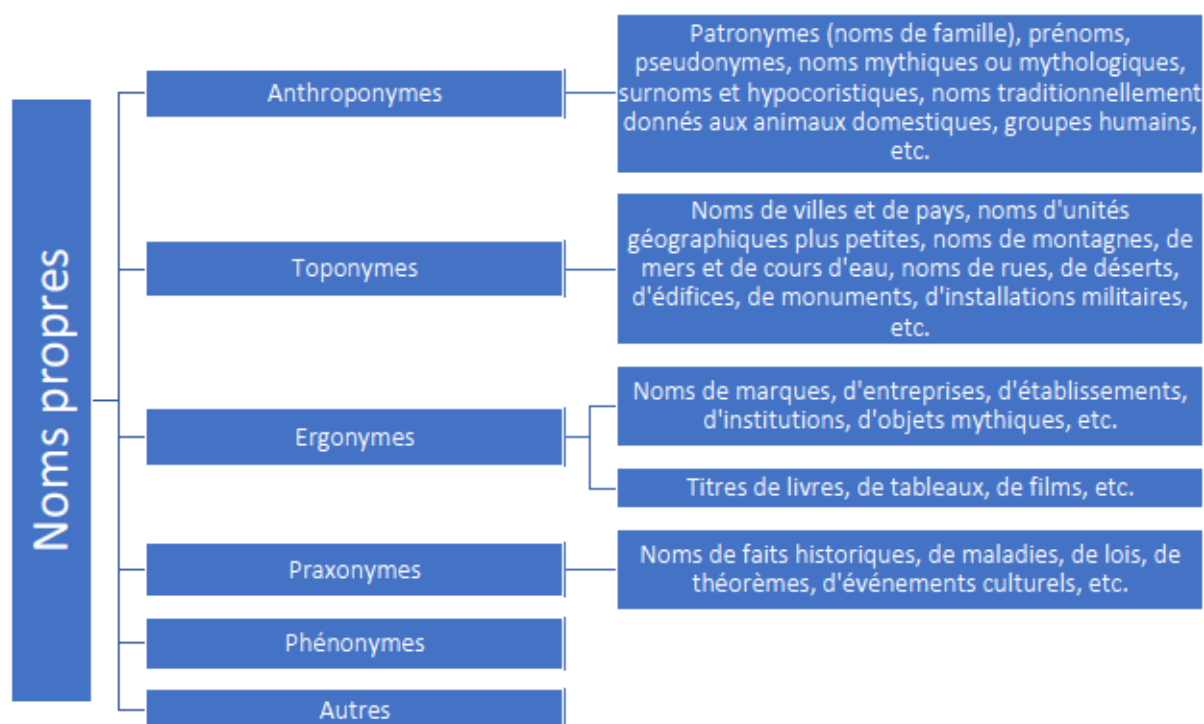 Noms propres
Anthroponymes
Patronymes (noms de famille), prénoms,
pseudonymes, noms mythiques ou mythologiques,
surnoms et hypocoristiques, noms traditionnellement
donnés aux animaux domestiques, groupes humains,
etc.
Toponymes
Noms de villes et de pays, noms d'unités
géographiques plus petites, noms de montagnes, de
mers et de cours d'eau, noms de rues, de déserts,
d'édifices, de monuments, d'installations militaires,
etc.
Ergonymes
Noms de marques, d'entreprises, d'établissements,
d'institutions, d'objets mythiques, etc.
Titres de livres, de tableaux, de films, etc.
Praxonymes
Noms de faits historiques, de maladies, de lois, de
théorèmes, d'événements culturels, etc.
Phénonymes
Autres